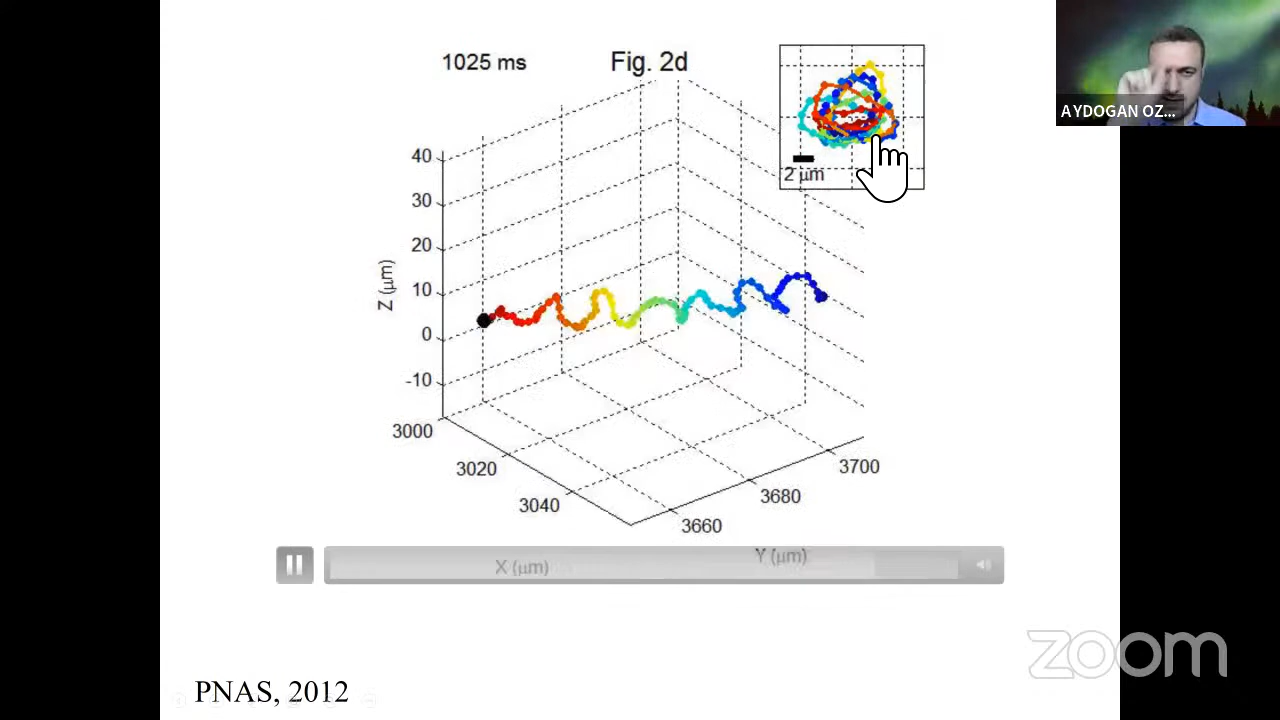 1025 ms
Fig. 2d
AYDOGAN OZ...
2 μm
40
30
20
10
0
-10
Z (μm)
3000
3020
3040
3660
3680
3700
X (μm)
Y (μm)
PNAS, 2012
zoom